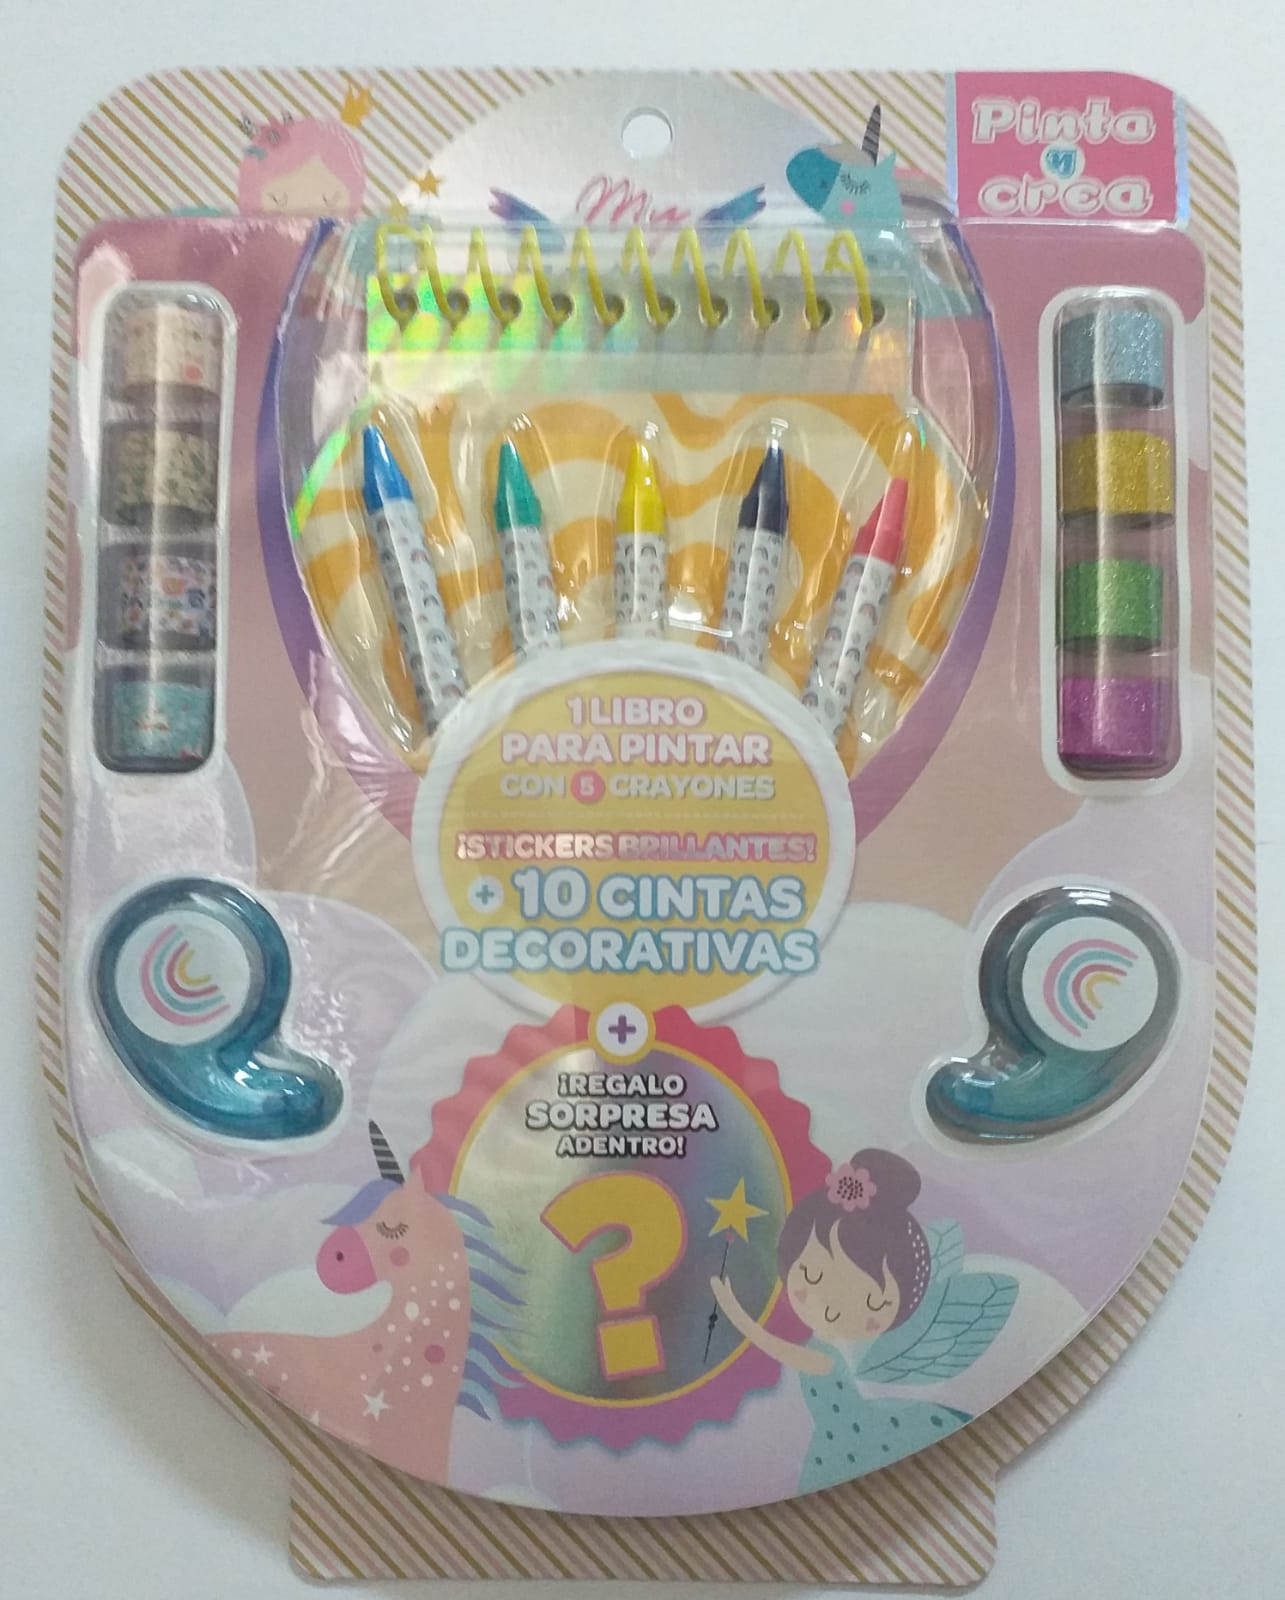 Pinta
y
crea
My
1 LIBRO
PARA PINTAR
CON 5 CRAYONES
¡STICKERS BRILLANTES!
+ 10 CINTAS
DECORATIVAS
+
¡REGALO
SORPRESA
ADENTRO!
?